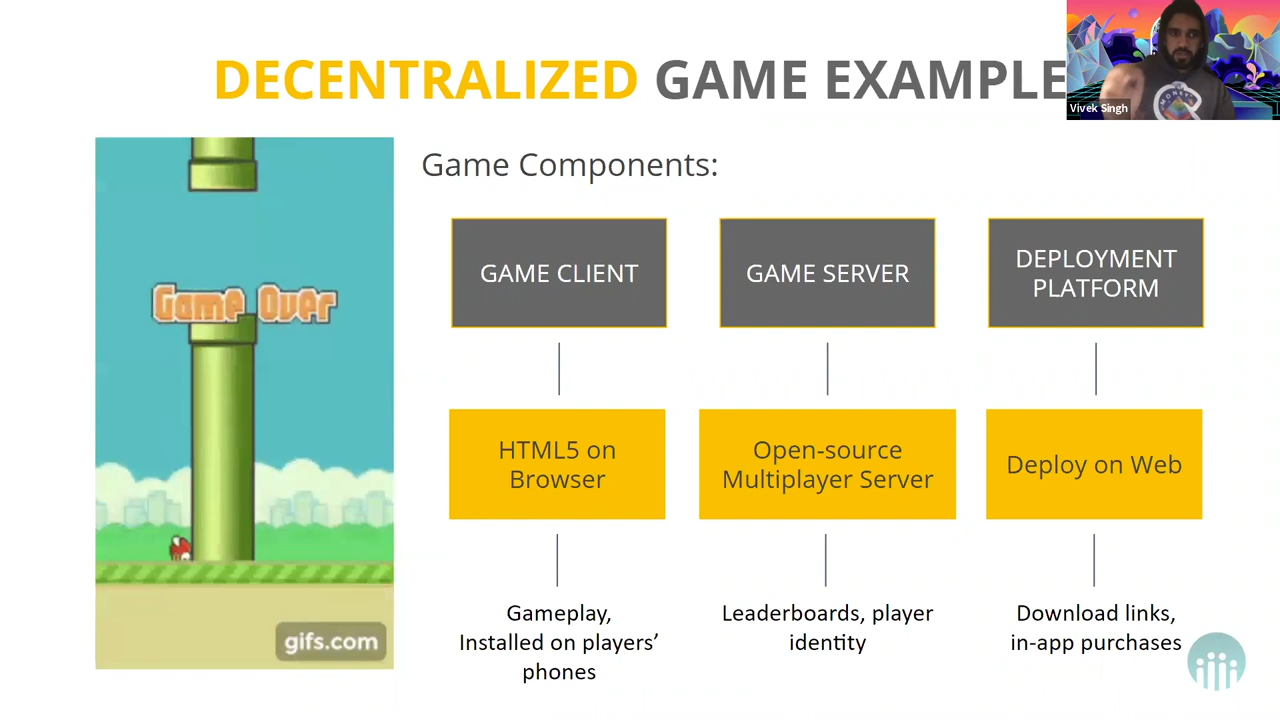 DECENTRALIZED GAME EXAMPLE
Vivek Singh
Game Components:
GAME CLIENT
GAME SERVER
DEPLOYMENT
PLATFORM
Game Over
HTML5 on
Browser
Open-source
Multiplayer Server
Deploy on Web
Gameplay,
Installed on players’
phones
Leaderboards, player
identity
Download links,
in-app purchases
gifs.com